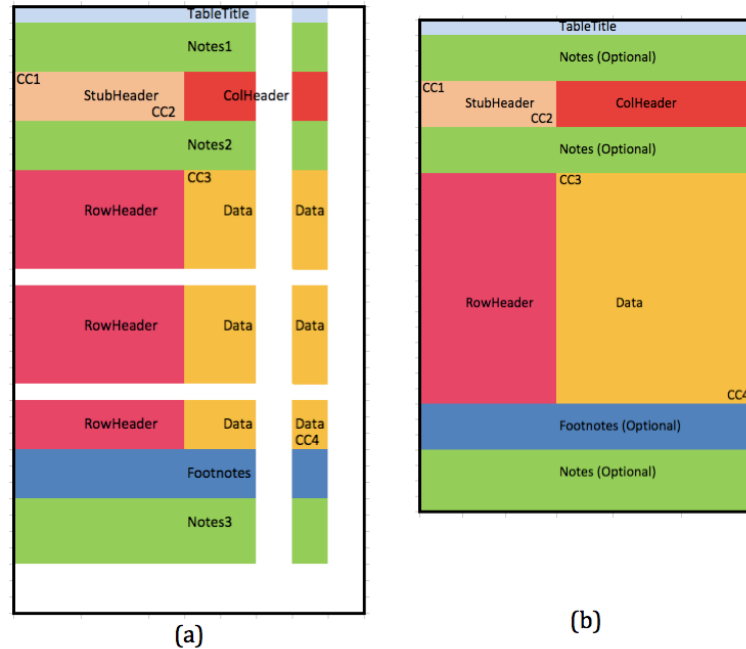 TableTitle
Notes1
CC1
StubHeader
CC2
ColHeader
Notes2
CC3
RowHeader
Data
Data
RowHeader
Data
Data
RowHeader
Data
Data
CC4
Footnotes
Notes3
(a)
TableTitle
Notes (Optional)
CC1
StubHeader
CC2
ColHeader
Notes (Optional)
CC3
RowHeader
Data
CC4
Footnotes (Optional)
Notes (Optional)
(b)